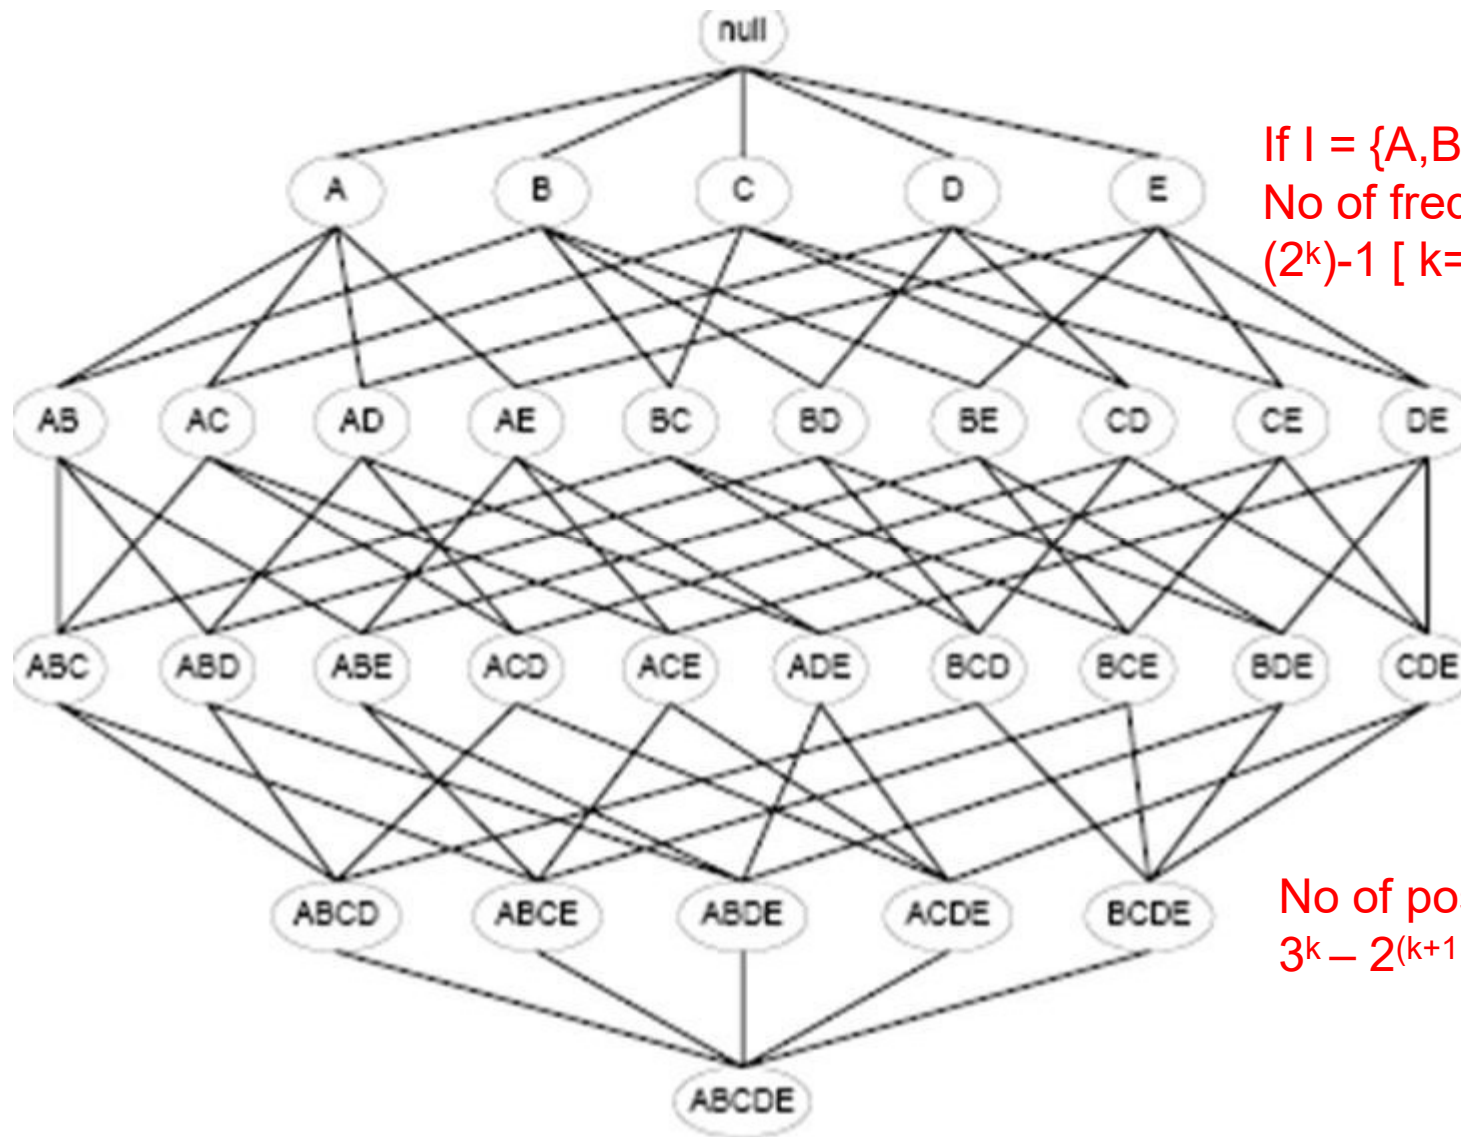 null
A B C D E
If I = {A,B
No of freq
(2ᵏ)-1 [ k=
AB AC AD AE BC BD BE CD CE DE
ABC ABD ABE ACD ACE ADE BCD BCE BDE CDE
ABCD ABCE ABDE ACDE BCDE
No of pos
3ᵏ – 2⁽ᵏ⁺¹
ABCDE